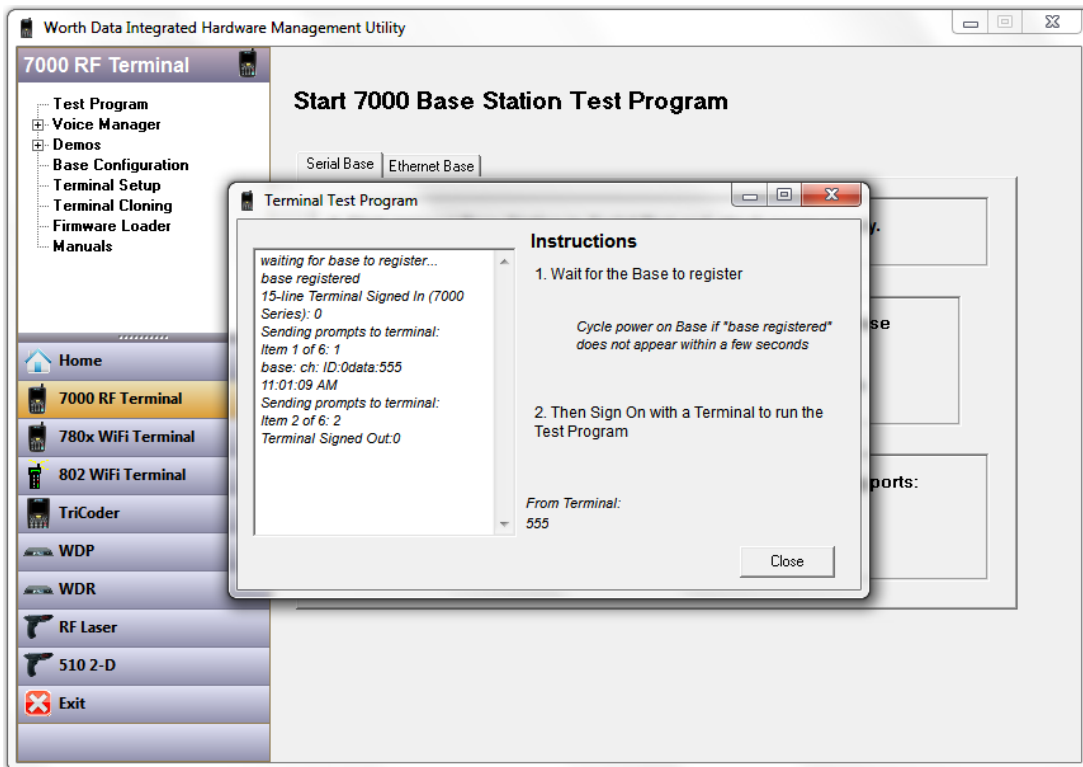 Worth Data Integrated Hardware Management Utility
7000 RF Terminal
Test Program
Voice Manager
Demos
Base Configuration
Terminal Setup
Terminal Cloning
Firmware Loader
Manuals
Home
7000 RF Terminal
780x WiFi Terminal
802 WiFi Terminal
TriCoder
WDP
WDR
RF Laser
510 2-D
Exit
Start 7000 Base Station Test Program
Serial Base
Ethernet Base
Terminal Test Program
waiting for base to register...
base registered
15-line Terminal Signed In (7000
Series): 0
Sending prompts to terminal:
Item 1 of 6: 1
base: ch: ID:0data:555
11:01:09 AM
Sending prompts to terminal:
Item 2 of 6: 2
Terminal Signed Out:0
Instructions
1. Wait for the Base to register
Cycle power on Base if "base registered"
does not appear within a few seconds
2. Then Sign On with a Terminal to run the
Test Program
From Terminal:
555
Close
ports: